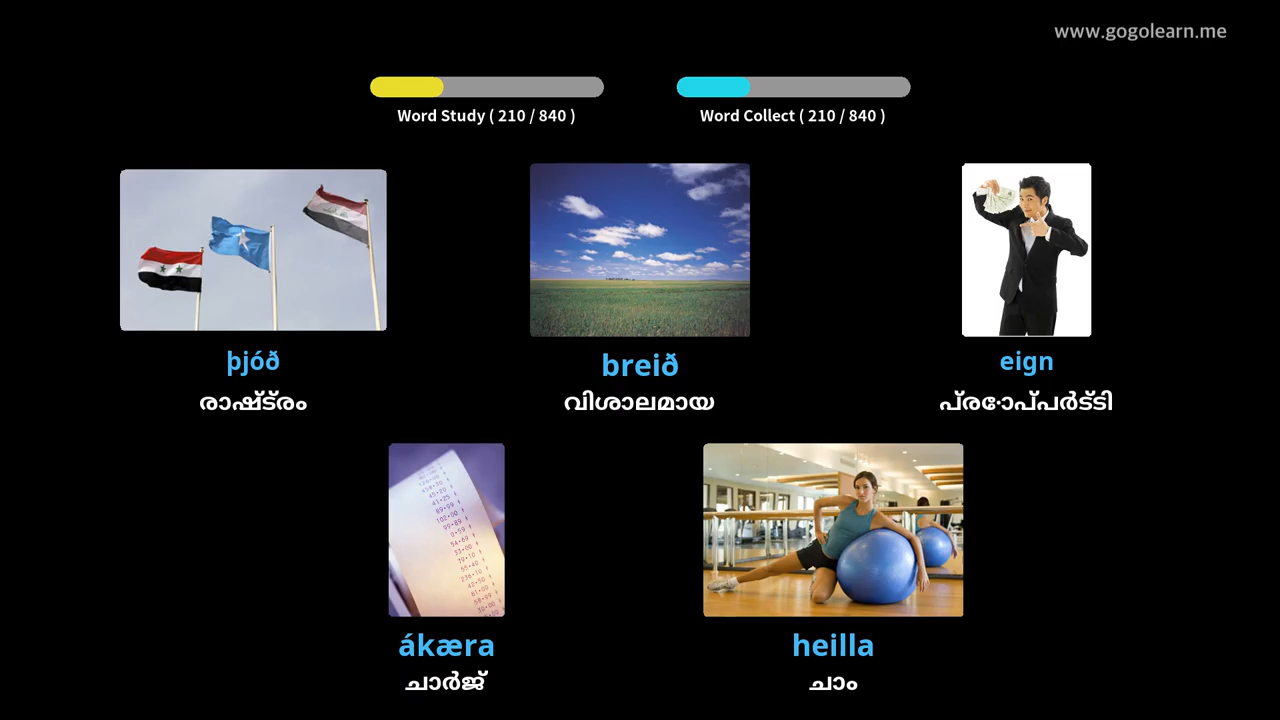 www.gogolearn.me
Word Study ( 210 / 840 )
Word Collect ( 210 / 840 )
þjóð
രാഷ്ട്രം
breið
വിശാലമായ
eign
പ്രോപ്പർട്ടി
ákæra
ചാർജ്
heilla
ചാം